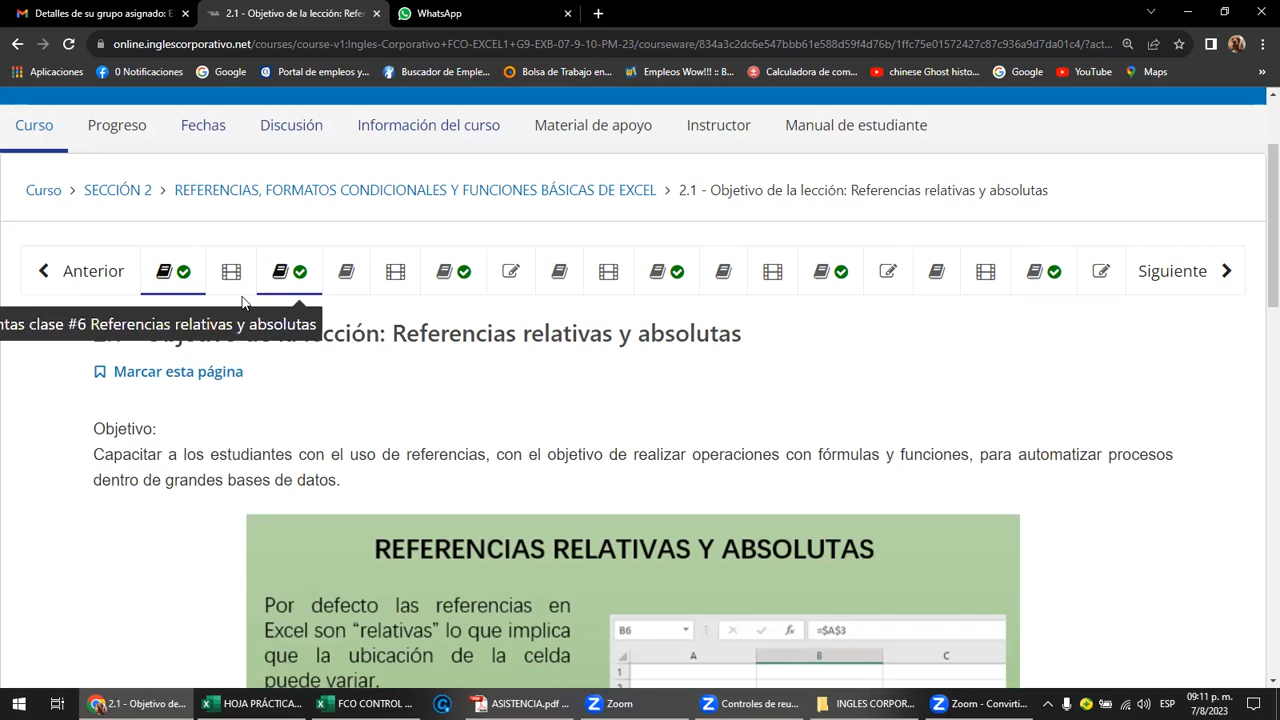 Detalles de su grupo asignado: E
2.1 - Objetivo de la lección: Refe
WhatsApp
online.inglescorporativo.net/courses/course-v1:Ingles-Corporativo+FCO-EXCEL1+G9-EXB-07-9-10-PM-23/courseware/834a3c2dc6e547bbb61e588d59f4d76b/1ffc75e01572427c87c936a9d7da01c4/?act...
Aplicaciones
0 Notificaciones
Google
Portal de empleos y...
Buscador de Emple...
Bolsa de Trabajo en...
Empleos Wow!!! :: B...
Calculadora de com...
chinese Ghost histo...
Google
YouTube
Maps
»
Curso Progreso Fechas Discusión Información del curso Material de apoyo Instructor Manual de estudiante
Curso > SECCIÓN 2 > REFERENCIAS, FORMATOS CONDICIONALES Y FUNCIONES BÁSICAS DE EXCEL > 2.1 - Objetivo de la lección: Referencias relativas y absolutas
Anterior
Siguiente
ntas clase #6 Referencias relativas y absolutas
lección: Referencias relativas y absolutas
Marcar esta página
Objetivo:
Capacitar a los estudiantes con el uso de referencias, con el objetivo de realizar operaciones con fórmulas y funciones, para automatizar procesos
dentro de grandes bases de datos.
REFERENCIAS RELATIVAS Y ABSOLUTAS
Por defecto las referencias en
Excel son "relativas" lo que implica
que la ubicación de la celda
puede variar.
B6 fx =$A$3
A B C
1
2.1 - Objetivo de...
HOJA PRÁCTICA...
FCO CONTROL ...
ASISTENCIA.pdf ...
Zoom
Controles de reu...
INGLES CORPOR...
Zoom - Convirti...
ESP
09:11 p. m.
7/8/2023